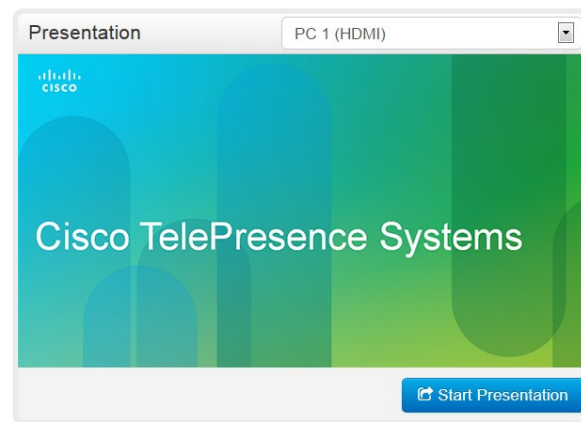 Presentation
PC 1 (HDMI)
CISCO
Cisco TelePresence Systems
Start Presentation